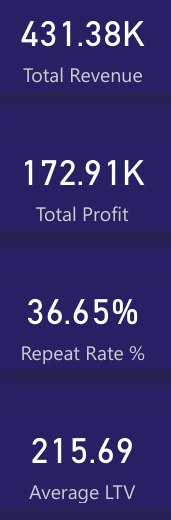 431.38K
Total Revenue
172.91K
Total Profit
36.65%
Repeat Rate %
215.69
Average LTV